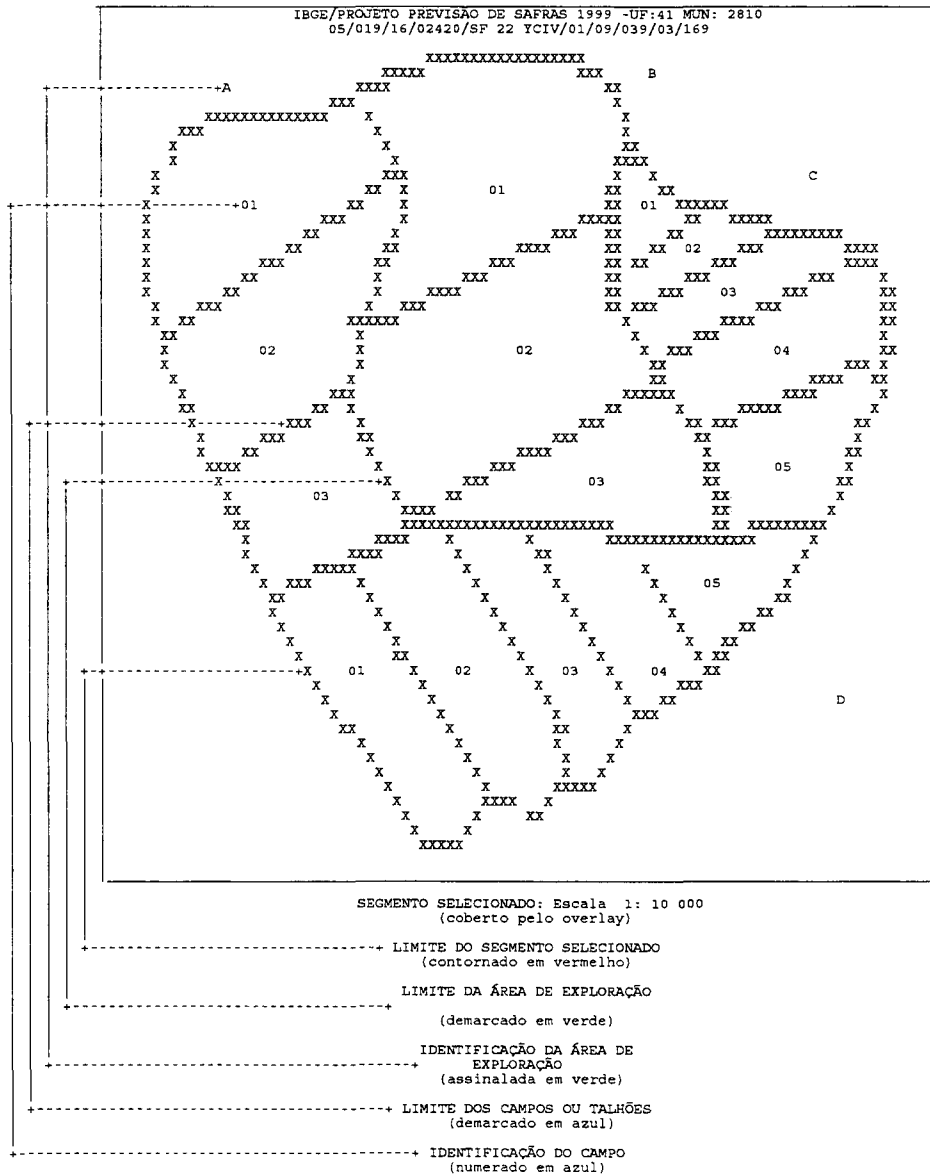 IBGE/PROJETO PREVISÃO DE SAFRAS 1999 -UF:41 MUN: 2810
05/019/16/02420/SF 22 YCIV/01/09/039/03/169
B
A
C
01
01
01
02
03
02
02
04
05
03
03
05
01
02
03
04
D
SEGMENTO SELECIONADO: Escala 1: 10 000
(coberto pelo overlay)
LIMITE DO SEGMENTO SELECIONADO
(contornado em vermelho)
LIMITE DA ÁREA DE EXPLORAÇÃO
(demarcado em verde)
IDENTIFICAÇÃO DA ÁREA DE
EXPLORAÇÃO
(assinalada em verde)
LIMITE DOS CAMPOS OU TALHÕES
(demarcado em azul)
IDENTIFICAÇÃO DO CAMPO
(numerado em azul)